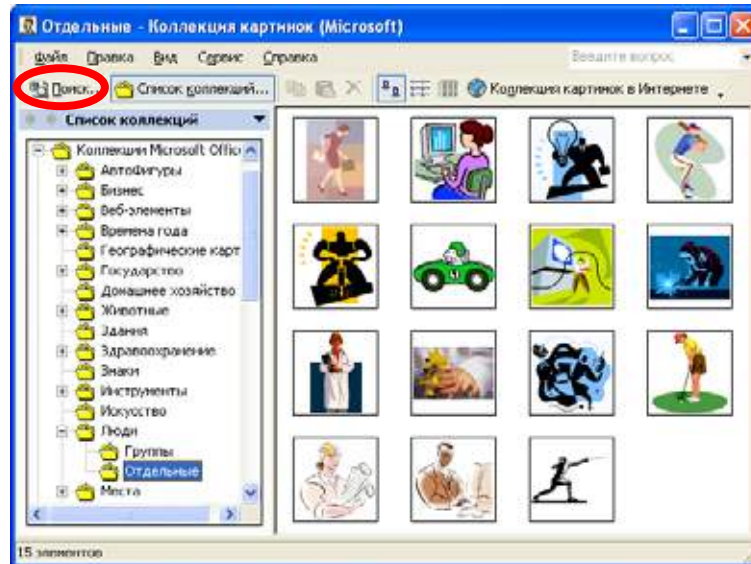 Отдельные - Коллекция картинок (Microsoft)
Файл Правка Вид Сервис Справка Введите вопрос
Поиск... Список коллекций... Коллекция картинок в Интернете
Список коллекций
Коллекции Microsoft Offic
АвтоФигуры
Бизнес
Веб-элементы
Времена года
Географические карт
Государство
Домашнее хозяйство
Животные
Здания
Здравоохранение
Знаки
Инструменты
Искусство
Люди
Группы
Отдельные
Места
15 элементов